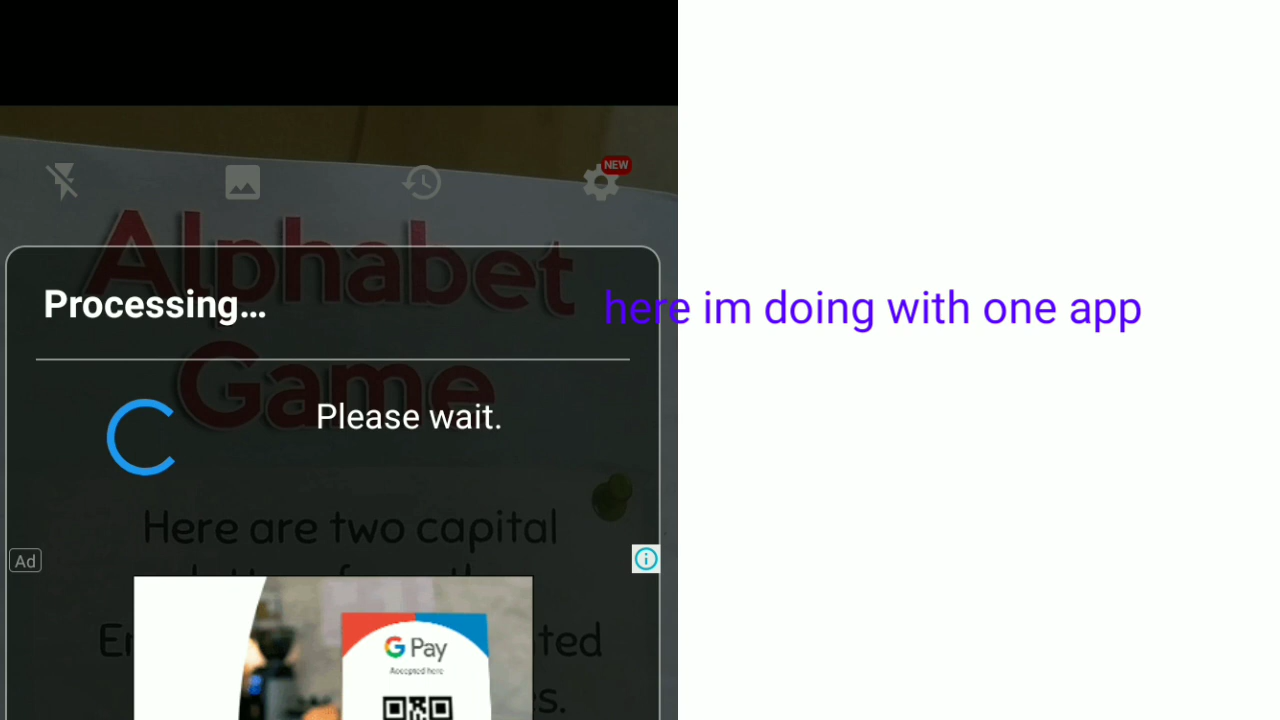 NEW
Alphabet
Processing...
here im doing with one app
Game
Please wait.
Here are two capital
Ad
G Pay
Accepted here